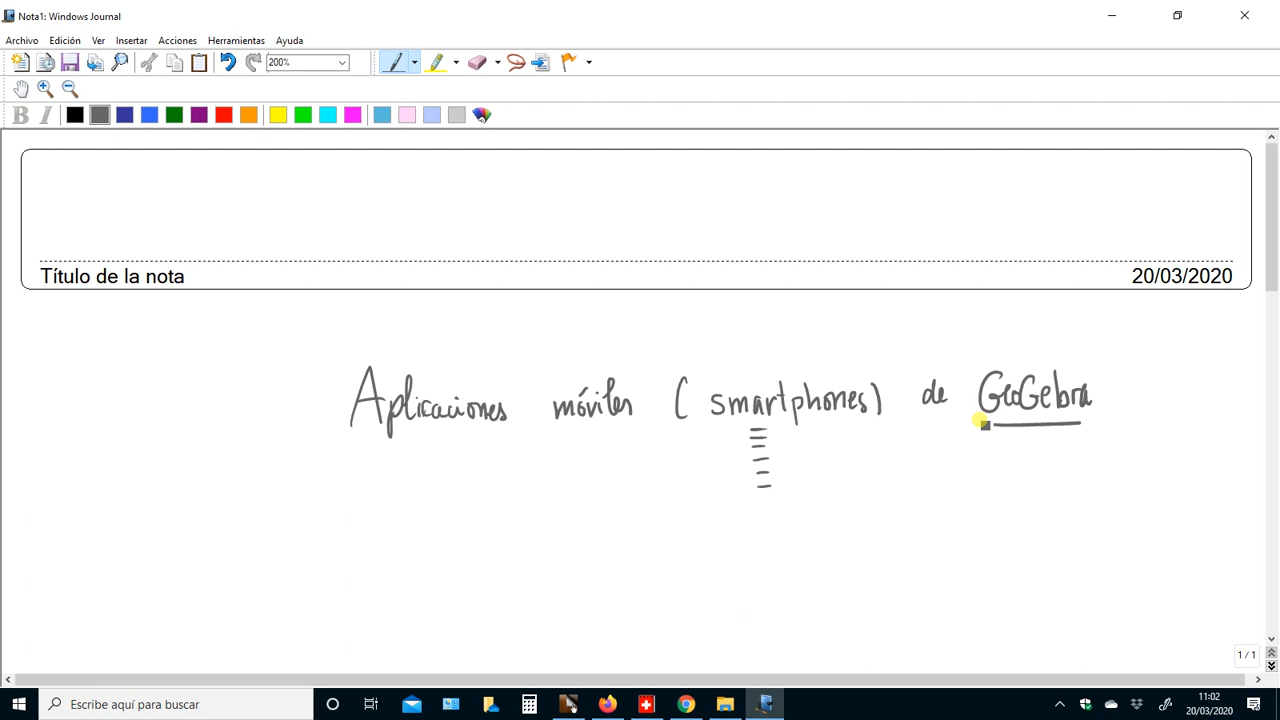 Nota1: Windows Journal
Archivo Edición Ver Insertar Acciones Herramientas Ayuda
200%
B I
Título de la nota 20/03/2020
Aplicaciones móviles (smartphones) de GeoGebra
1 / 1
Escribe aquí para buscar
11:02
20/03/2020